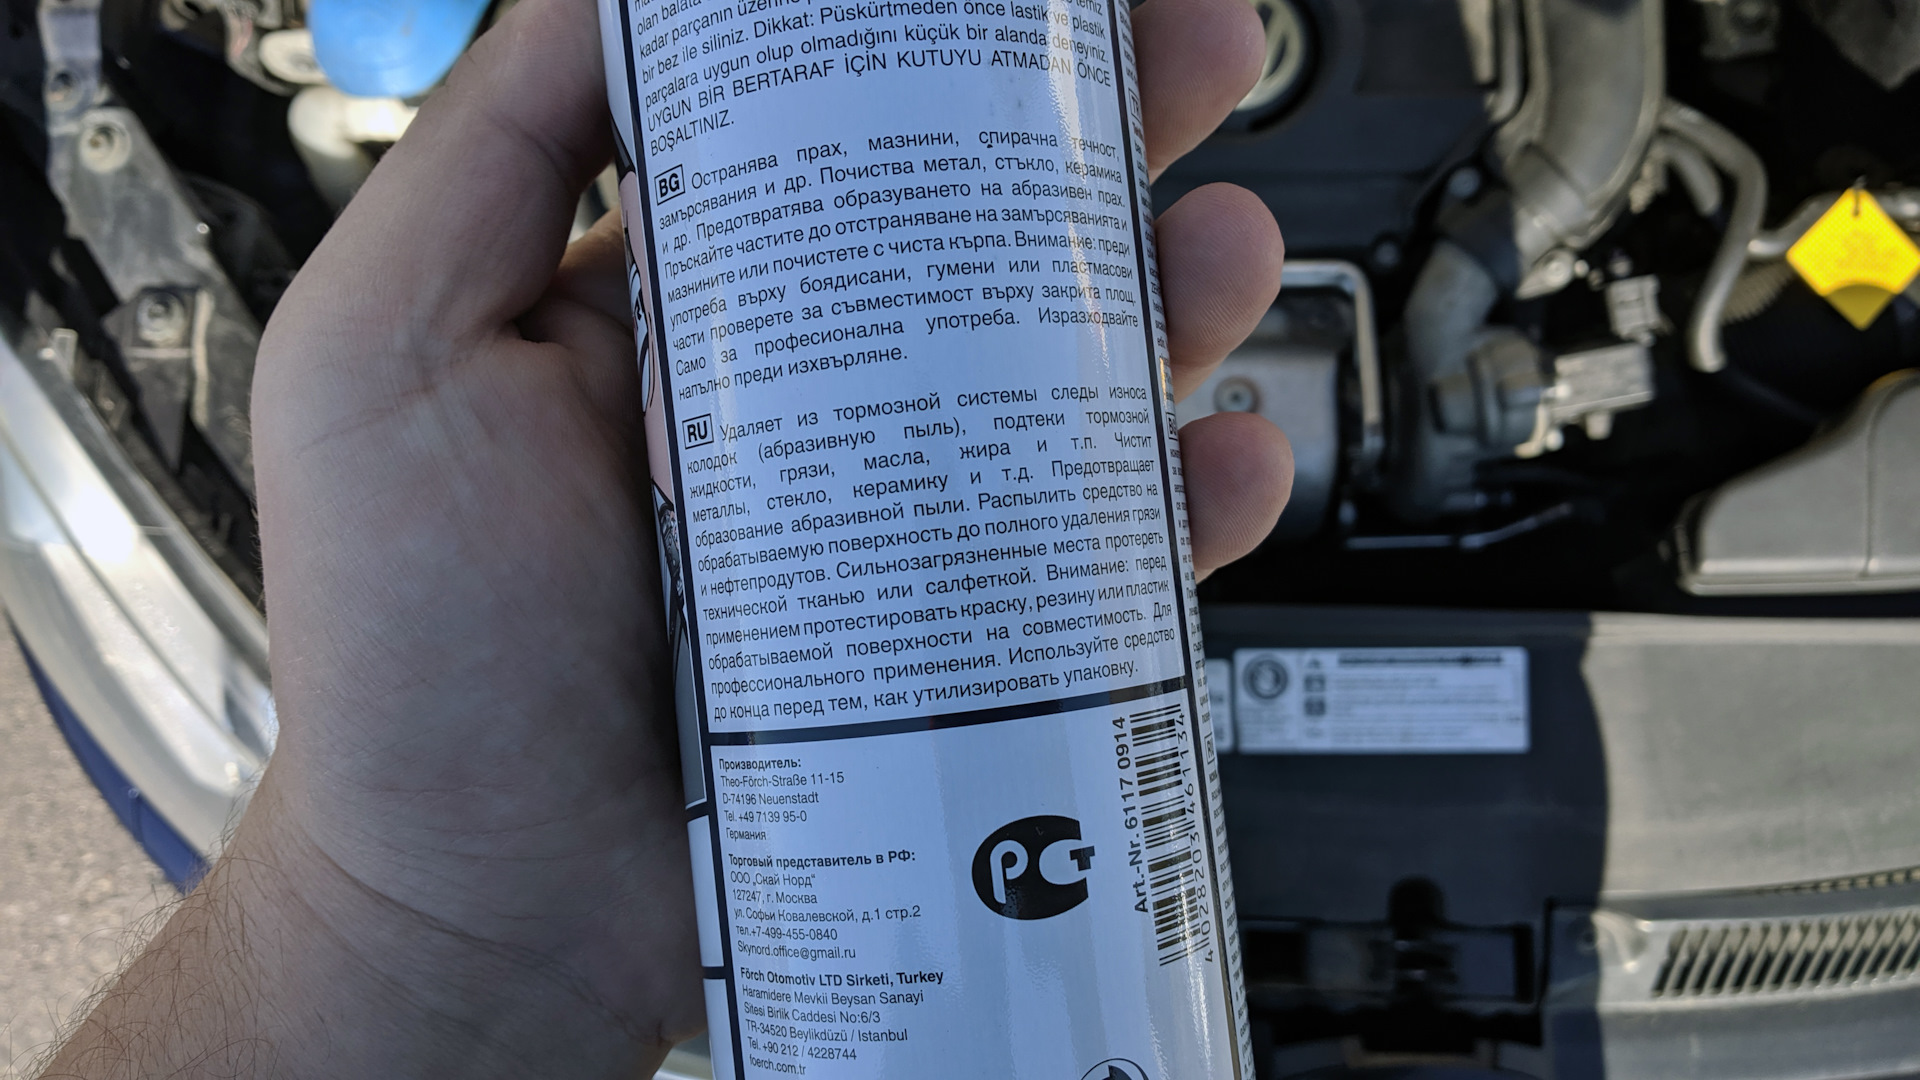 olan balata
kadar parçanın üzerine
bir bez ile siliniz. Dikkat: Püskürtmeden önce lastik ve plastik
parçalara uygun olup olmadığını küçük bir alanda deneyiniz.
UYGUN BİR BERTARAF İÇİN KUTUYU ATMADAN ÖNCE
BOŞALTINIZ.
BG Остранява прах, мазнини, спирачна течност,
замърсявания и др. Почиства метал, стъкло, керамика
и др. Предотвратява образуването на абразивен прах.
Пръскайте частите до отстраняване на замърсяванията и
мазнините или почистете с чиста кърпа. Внимание: преди
употреба върху боядисани, гумени или пластмасови
части проверете за съвместимост върху закрита площ.
Само за професионална употреба. Изразходвайте
напълно преди изхвърляне.
RU Удаляет из тормозной системы следы износа
колодок (абразивную пыль), подтеки тормозной
жидкости, грязи, масла, жира и т.п. Чистит
металлы, стекло, керамику и т.д. Предотвращает
образование абразивной пыли. Распылить средство на
обрабатываемую поверхность до полного удаления грязи
и нефтепродутов. Сильнозагрязненные места протереть
технической тканью или салфеткой. Внимание: перед
применением протестировать краску, резину или пластик
обрабатываемой поверхности на совместимость. Для
профессионального применения. Используйте средство
до конца перед тем, как утилизировать упаковку.
Производитель:
Theo-Förch-Straße 11-15
D-74196 Neuenstadt
Tel. +49 7139 95-0
Германия
Торговый представитель в РФ:
ООО „Скай Норд“
127247, г. Москва
ул. Софьи Ковалевской, д.1 стр.2
тел.+7-499-455-0840
Skynord.office@gmail.ru
Förch Otomotiv LTD Sirketi, Turkey
Haramidere Mevkii Beysan Sanayi
Sitesi Birlik Caddesi No:6/3
TR-34520 Beylikdüzü / Istanbul
Tel. +90 212 / 4228744
foerch.com.tr
РСТ
Art.-Nr. 6117 0914
4 028203 461134